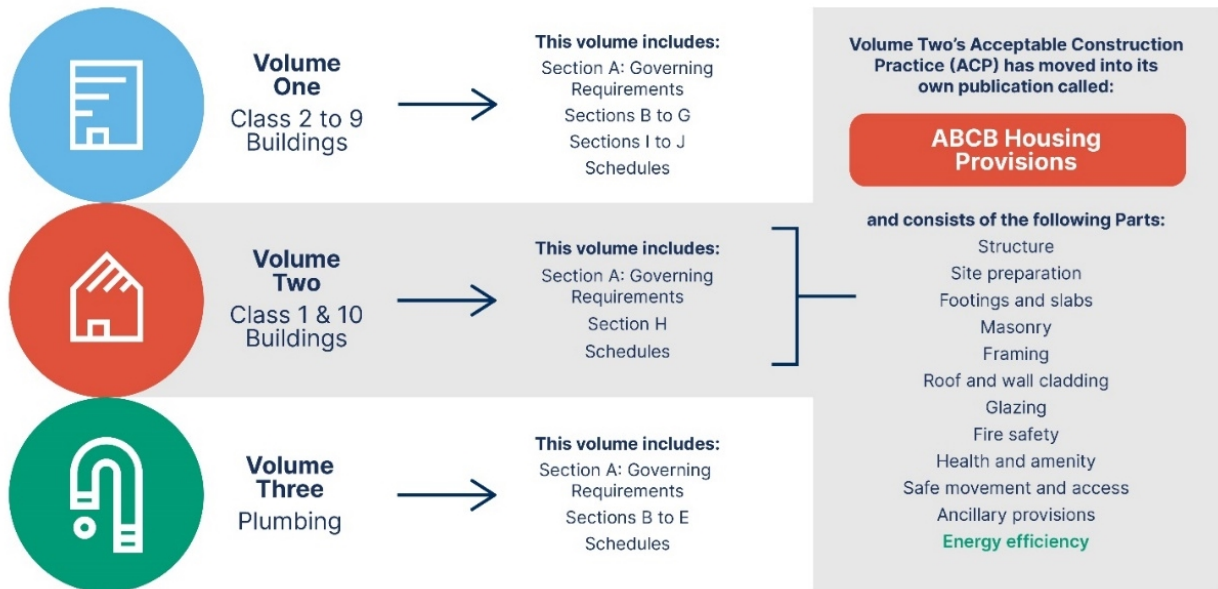 Volume
One
Class 2 to 9
Buildings
This volume includes:
Section A: Governing
Requirements
Sections B to G
Sections I to J
Schedules
Volume
Two
Class 1 & 10
Buildings
This volume includes:
Section A: Governing
Requirements
Section H
Schedules
Volume
Three
Plumbing
This volume includes:
Section A: Governing
Requirements
Sections B to E
Schedules
Volume Two's Acceptable Construction
Practice (ACP) has moved into its
own publication called:
ABCB Housing
Provisions
and consists of the following Parts:
Structure
Site preparation
Footings and slabs
Masonry
Framing
Roof and wall cladding
Glazing
Fire safety
Health and amenity
Safe movement and access
Ancillary provisions
Energy efficiency